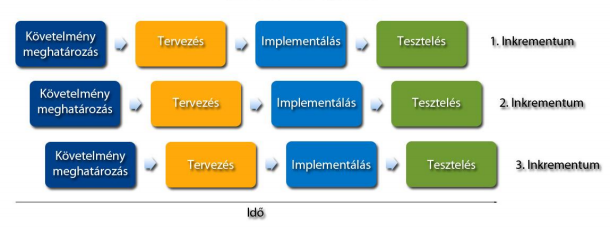 Követelmény
meghatározás
Tervezés
Implementálás
Tesztelés
1. Inkrementum
Követelmény
meghatározás
Tervezés
Implementálás
Tesztelés
2. Inkrementum
Követelmény
meghatározás
Tervezés
Implementálás
Tesztelés
3. Inkrementum
Idő